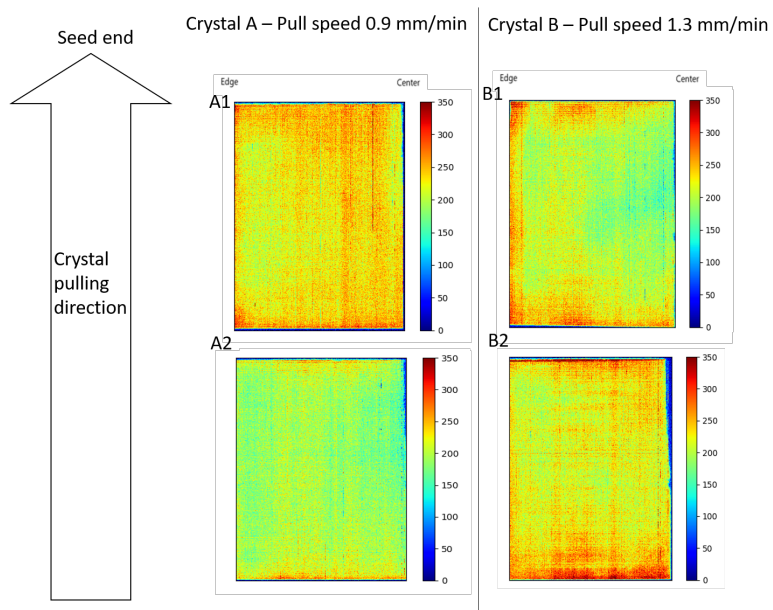 Seed end
Crystal A – Pull speed 0.9 mm/min
Crystal B – Pull speed 1.3 mm/min
Edge
Center
A1
350
300
250
200
150
100
50
0
Edge
Center
B1
350
300
250
200
150
100
50
0
Crystal
pulling
direction
A2
350
300
250
200
150
100
50
0
B2
350
300
250
200
150
100
50
0